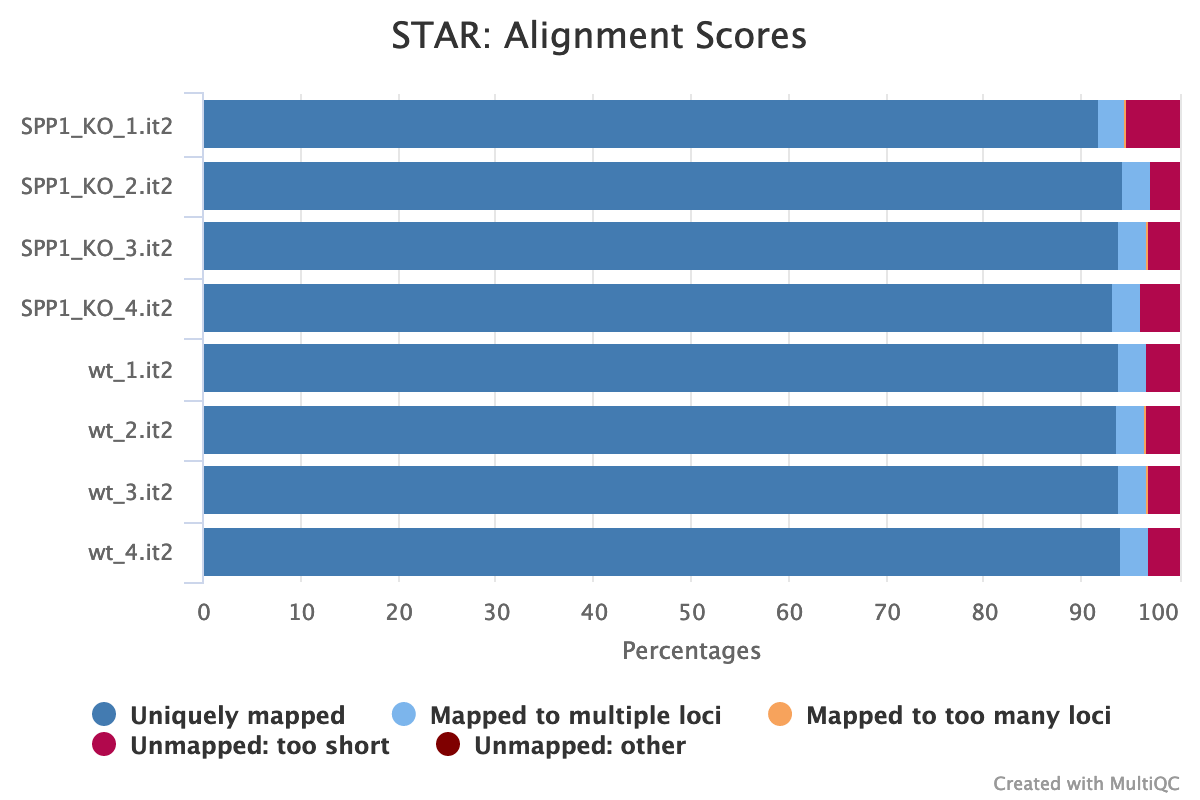 STAR: Alignment Scores
SPP1_KO_1.it2
SPP1_KO_2.it2
SPP1_KO_3.it2
SPP1_KO_4.it2
wt_1.it2
wt_2.it2
wt_3.it2
wt_4.it2
0 10 20 30 40 50 60 70 80 90 100
Percentages
Uniquely mapped Mapped to multiple loci Mapped to too many loci
Unmapped: too short Unmapped: other
Created with MultiQC